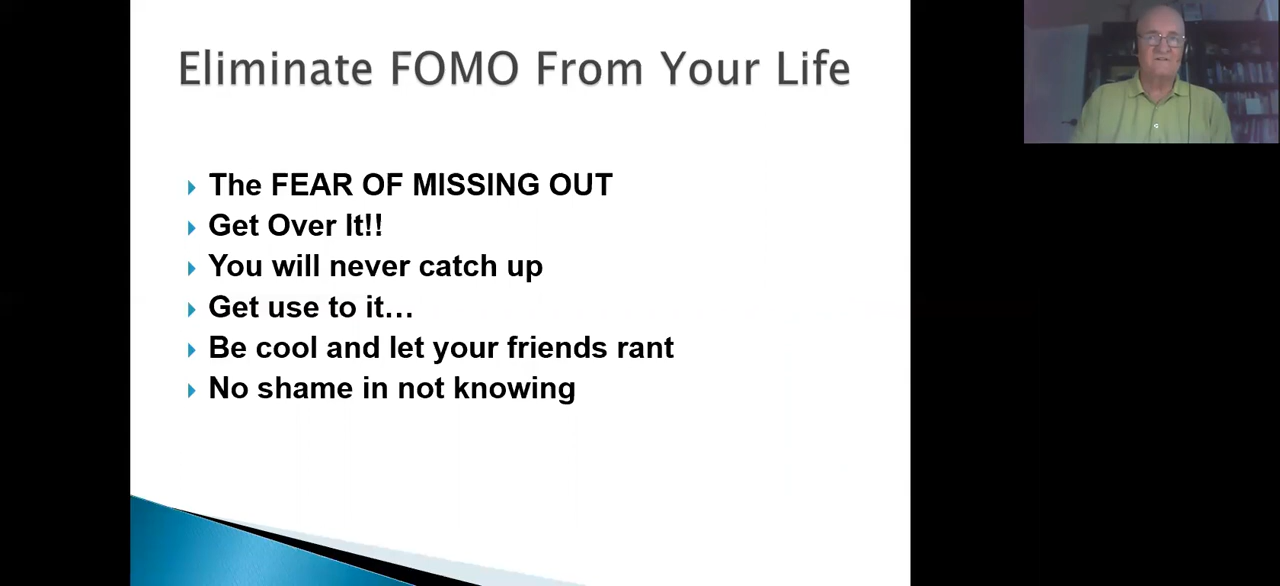 Eliminate FOMO From Your Life
The FEAR OF MISSING OUT
Get Over It!!
You will never catch up
Get use to it...
Be cool and let your friends rant
No shame in not knowing